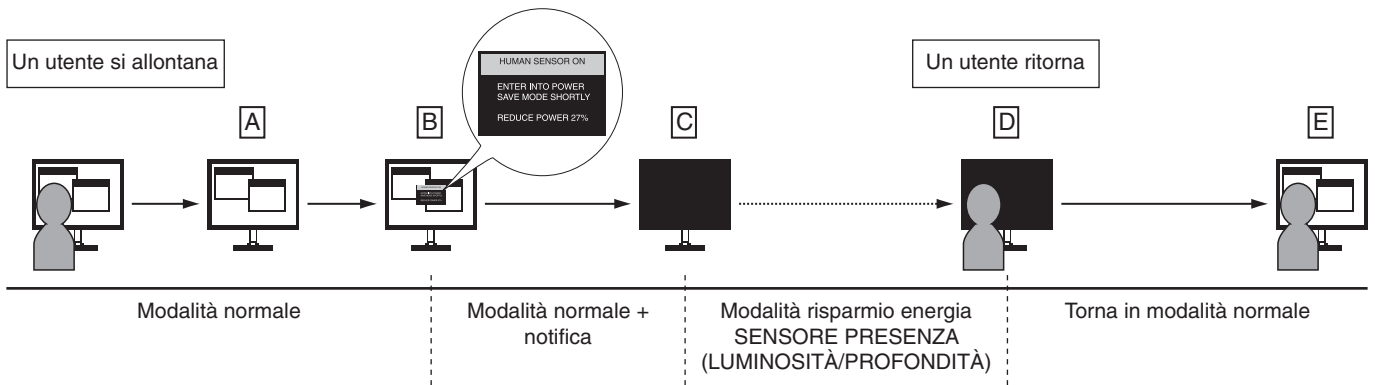 Un utente si allontana
HUMAN SENSOR ON
ENTER INTO POWER
SAVE MODE SHORTLY
REDUCE POWER 27%
Un utente ritorna
A
B
C
D
E
Modalità normale
Modalità normale +
notifica
Modalità risparmio energia
SENSORE PRESENZA
(LUMINOSITÀ/PROFONDITÀ)
Torna in modalità normale